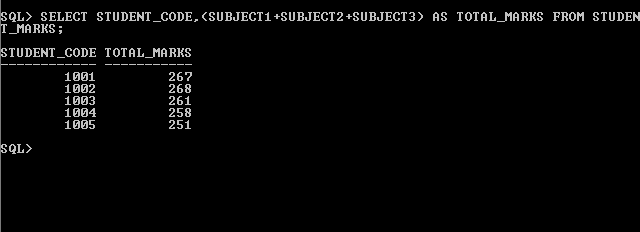 SQL> SELECT STUDENT_CODE,(SUBJECT1+SUBJECT2+SUBJECT3) AS TOTAL_MARKS FROM STUDEN
T_MARKS;
STUDENT_CODE TOTAL_MARKS
------------ -----------
1001 267
1002 268
1003 261
1004 258
1005 251
SQL>